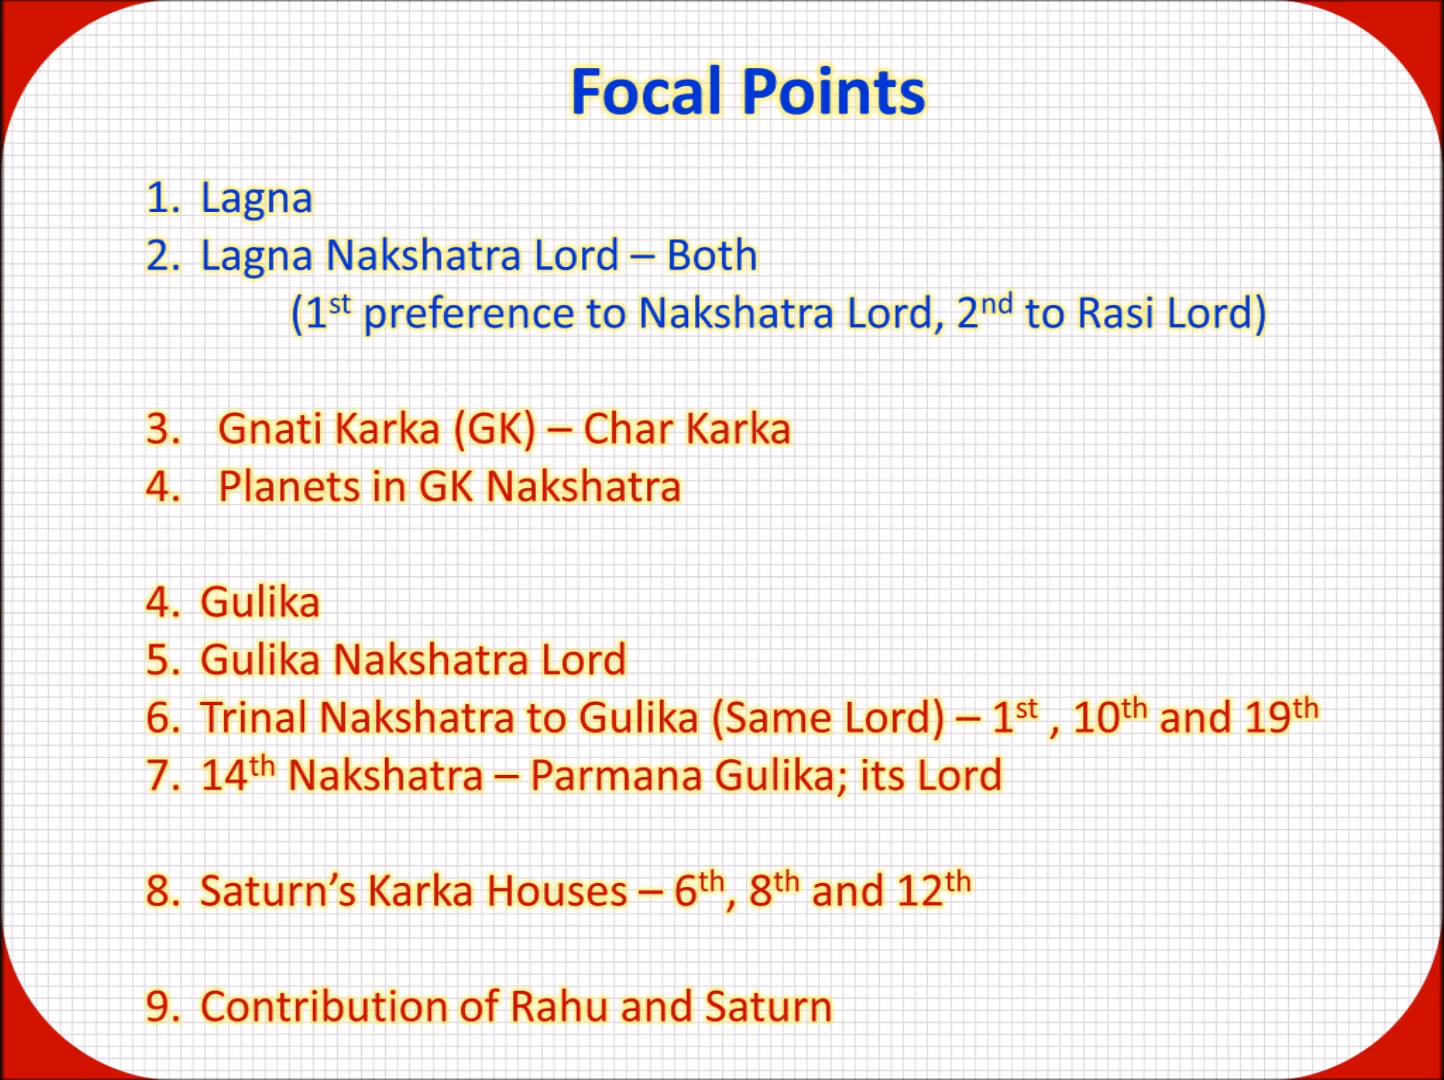 Focal Points
1. Lagna
2. Lagna Nakshatra Lord – Both
(1st preference to Nakshatra Lord, 2nd to Rasi Lord)
3. Gnati Karka (GK) – Char Karka
4. Planets in GK Nakshatra
4. Gulika
5. Gulika Nakshatra Lord
6. Trinal Nakshatra to Gulika (Same Lord) – 1st , 10th and 19th
7. 14th Nakshatra – Parmana Gulika; its Lord
8. Saturn’s Karka Houses – 6th, 8th and 12th
9. Contribution of Rahu and Saturn